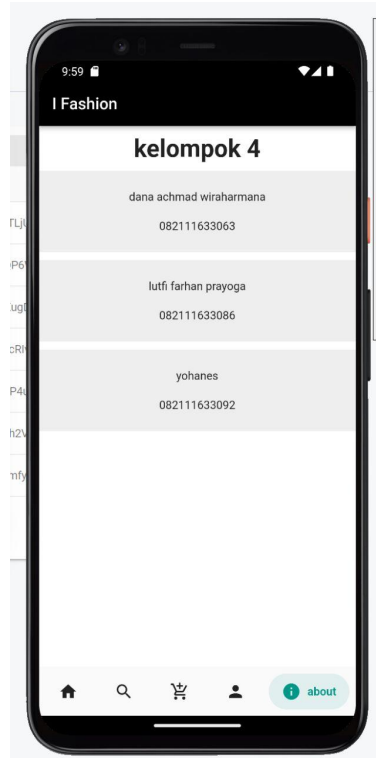 9:59
I Fashion
kelompok 4
dana achmad wiraharmana
082111633063
lutfi farhan prayoga
082111633086
yohanes
082111633092
about